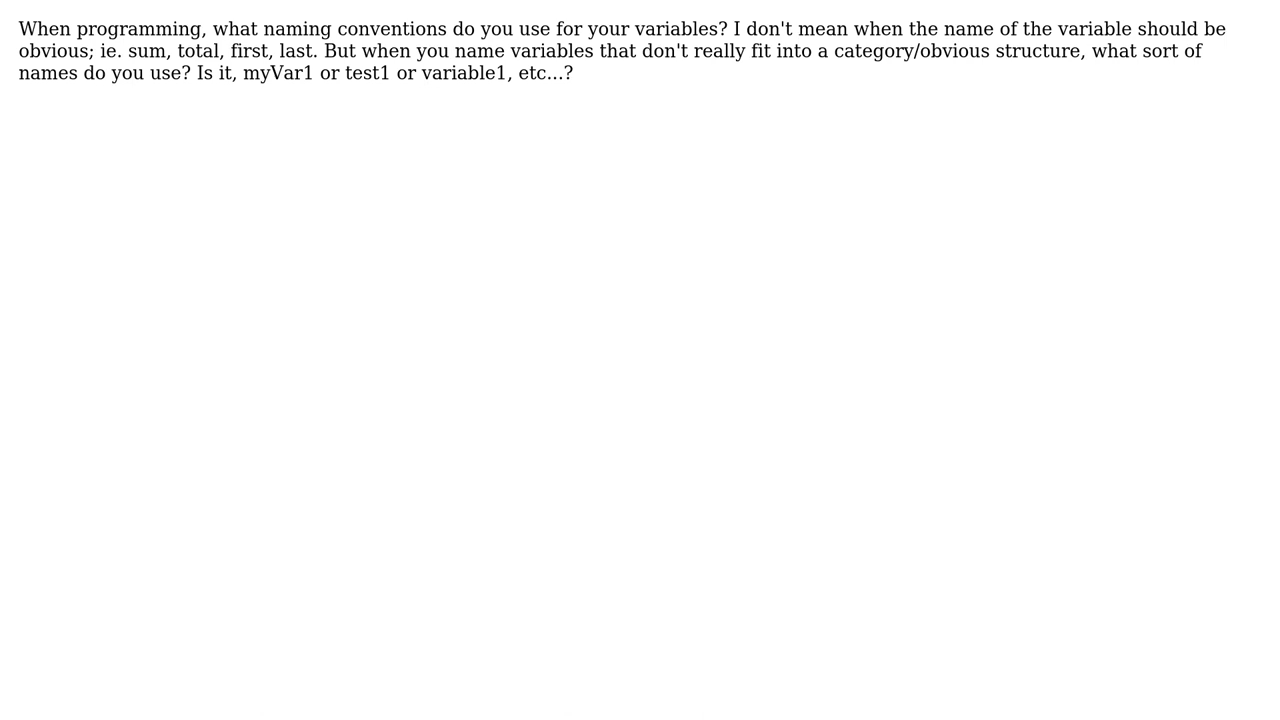 When programming, what naming conventions do you use for your variables? I don't mean when the name of the variable should be
obvious; ie. sum, total, first, last. But when you name variables that don't really fit into a category/obvious structure, what sort of
names do you use? Is it, myVar1 or test1 or variable1, etc...?